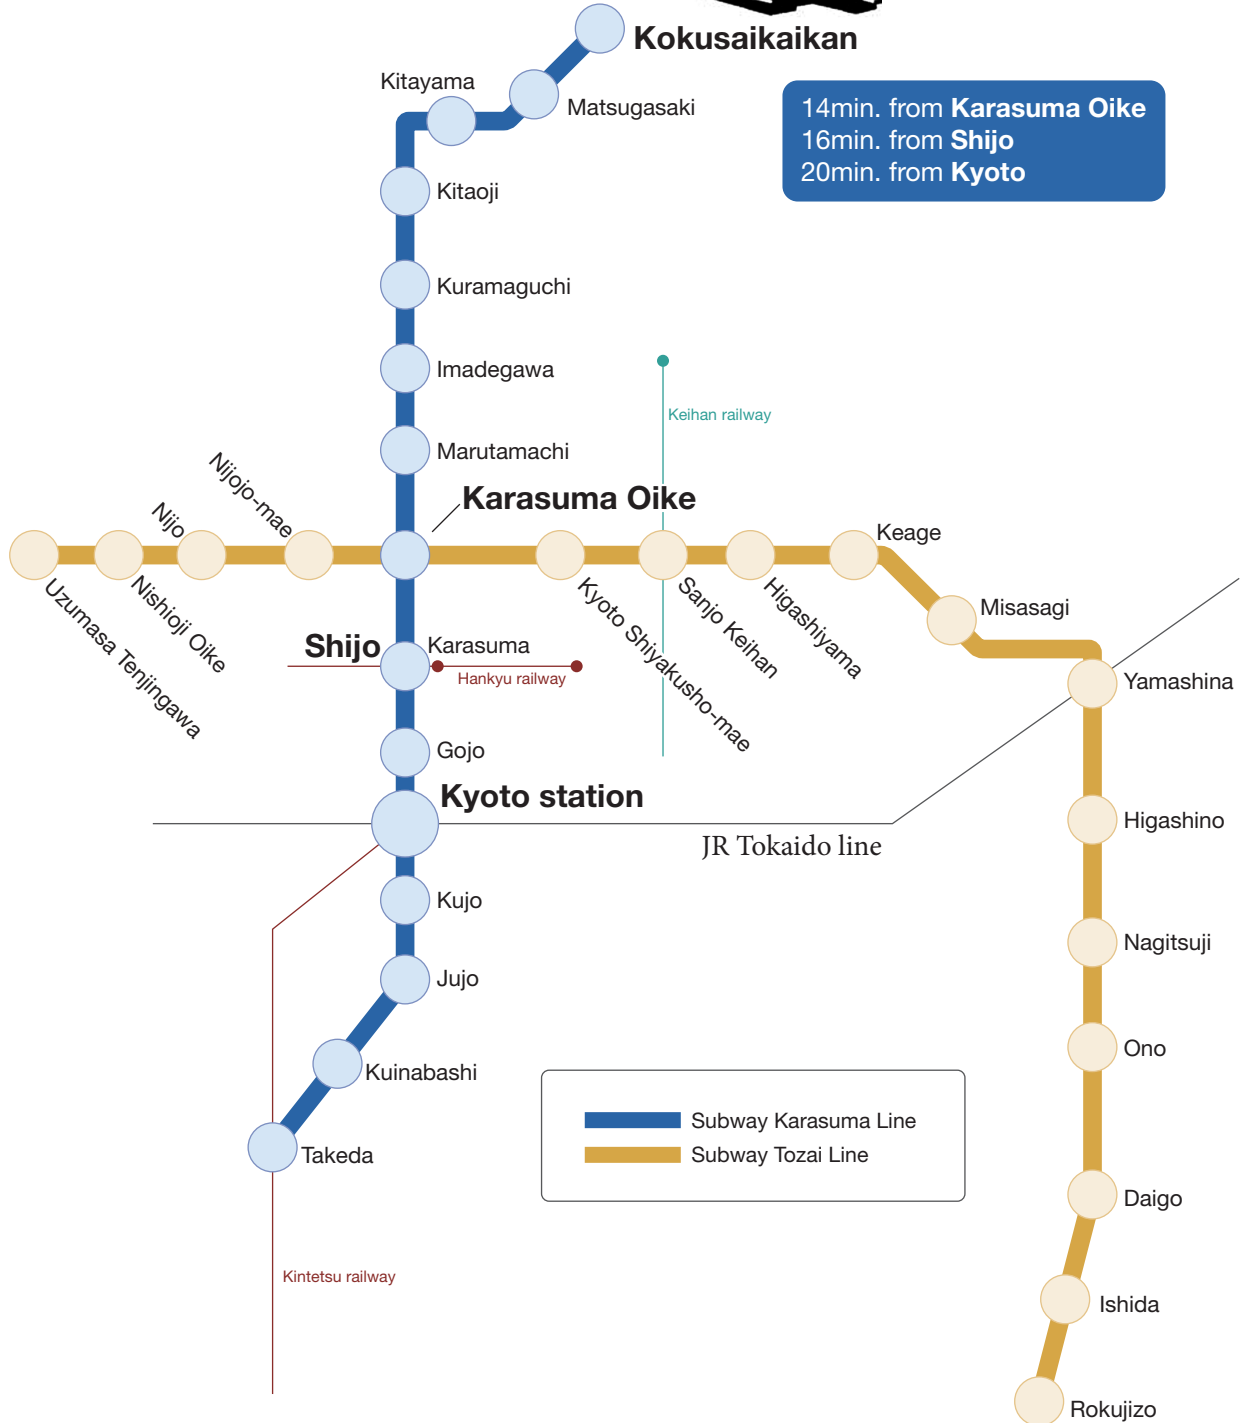 Kokusaikaikan
Kitayama
Matsugasaki
14min. from Karasuma Oike
16min. from Shijo
20min. from Kyoto
Kitaoji
Kuramaguchi
Imadegawa
Keihan railway
Marutamachi
Nijojo-mae
Karasuma Oike
Nijo
Keage
Uzumasa Tenjingawa
Nishioji Oike
Kyoto Shiyakusho-mae
Sanjo Keihan
Higashiyama
Misasagi
Shijo
Karasuma
Hankyu railway
Yamashina
Gojo
Kyoto station
JR Tokaido line
Higashino
Kujo
Nagitsuji
Jujo
Ono
Kuinabashi
Subway Karasuma Line
Subway Tozai Line
Takeda
Daigo
Kintetsu railway
Ishida
Rokujizo